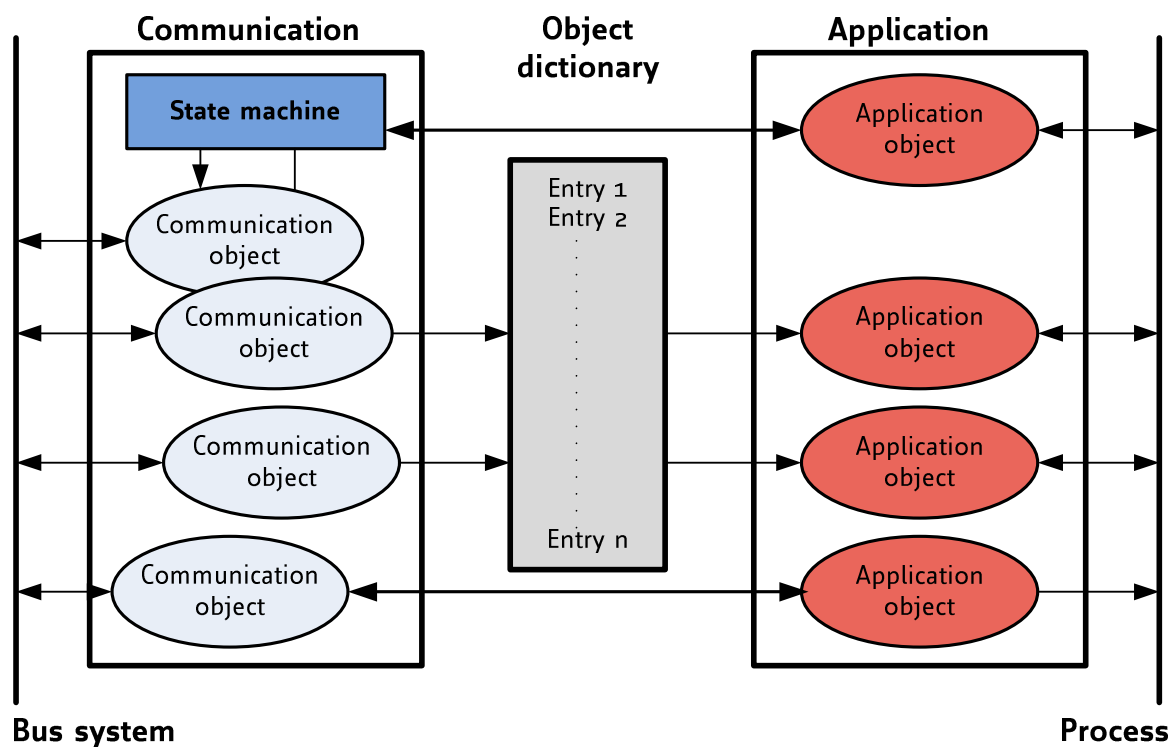 Communication
Object
dictionary
Application
State machine
Application
object
Entry 1
Entry 2
Communication
object
Communication
object
Application
object
Communication
object
Application
object
Entry n
Communication
object
Application
object
Bus system
Process